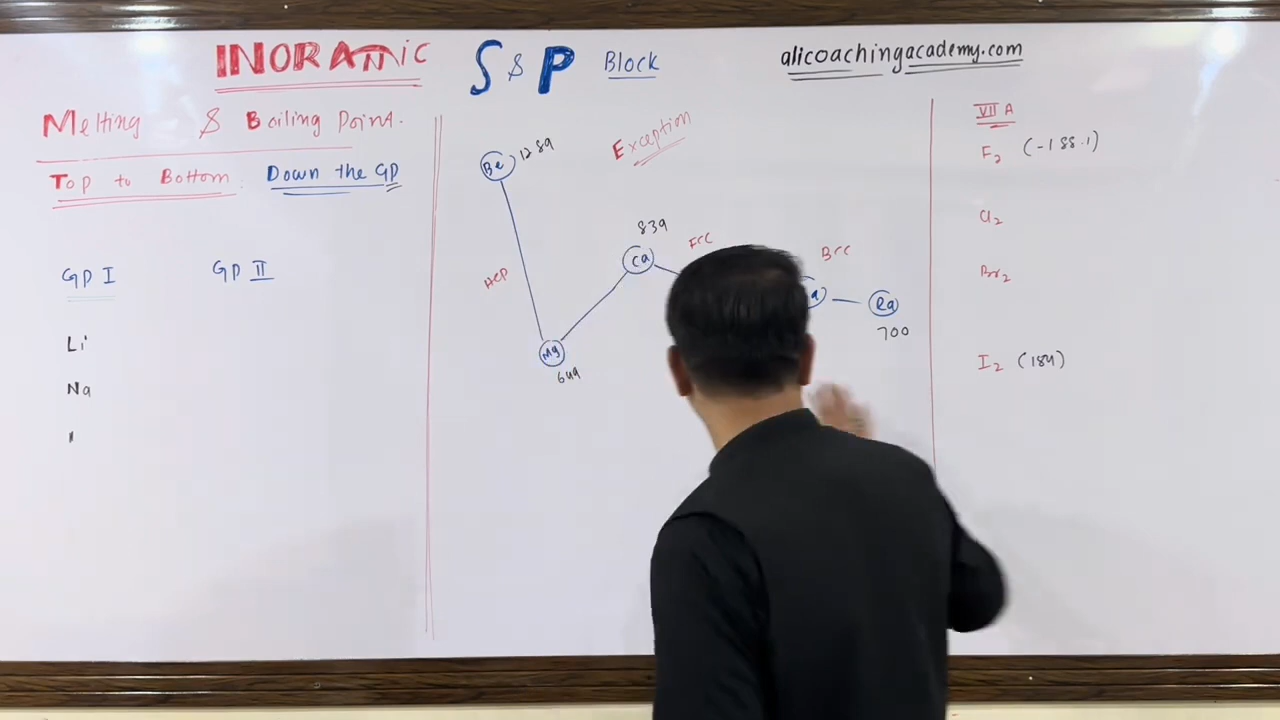 INORANIC S & P Block
alicoachingacademy.com
Melting & Boiling Point.
Top to Bottom. Down the GP
GP I GP II
Li
Na
Exception
Be 1289
HCP
Mg 649
Ca 839
FCC
BCC
Ra 700
VII A
F2 (-188.1)
Cl2
Br2
I2 (184)